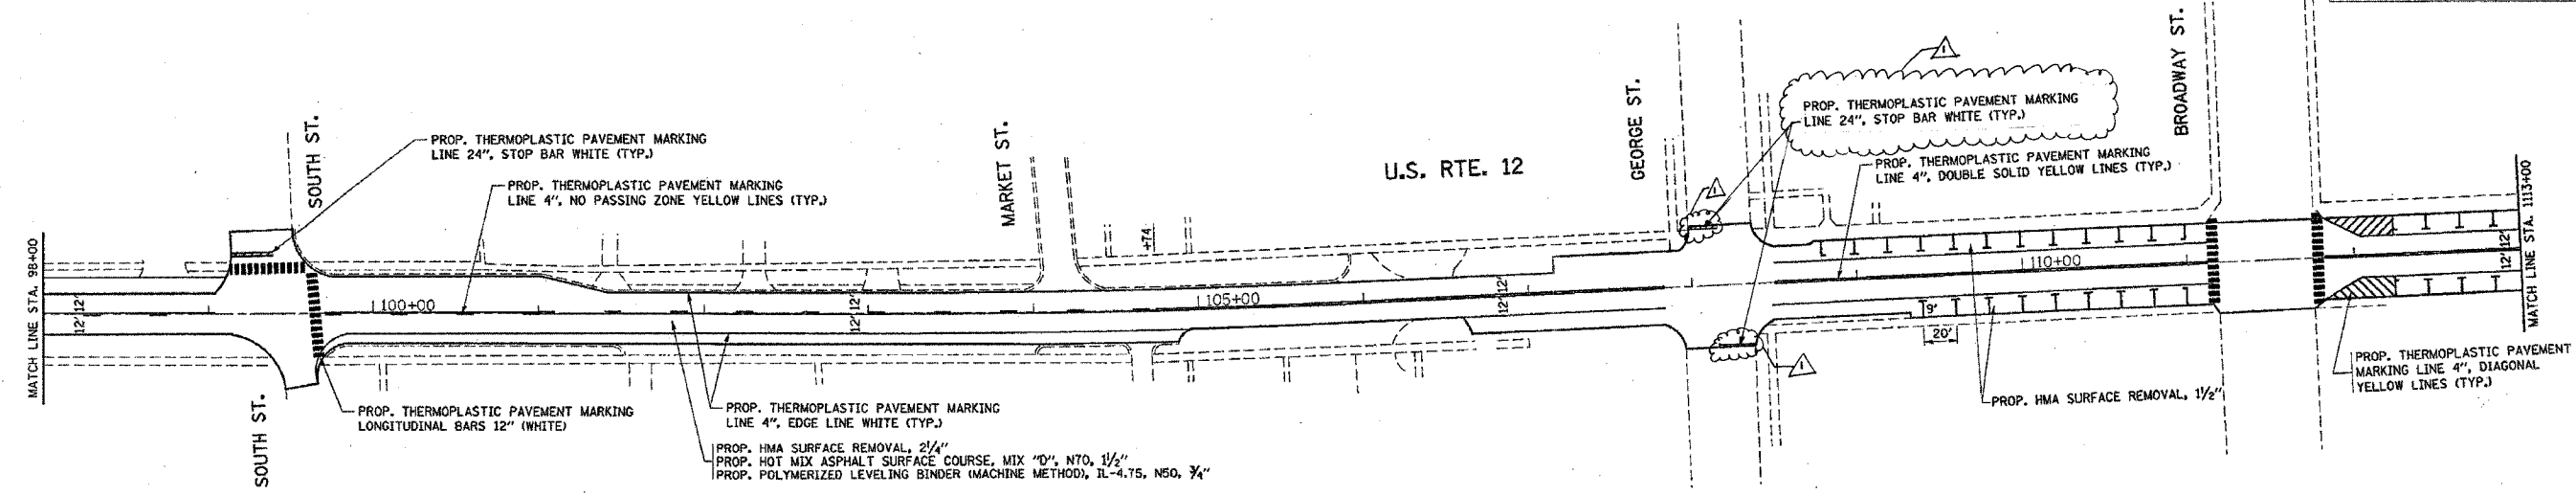 BROADWAY ST.
1
PROP. THERMOPLASTIC PAVEMENT MARKING
LINE 24", STOP BAR WHITE (TYP.)
GEORGE ST.
SOUTH ST.
PROP. THERMOPLASTIC PAVEMENT MARKING
LINE 24", STOP BAR WHITE (TYP.)
MARKET ST.
U.S. RTE. 12
PROP. THERMOPLASTIC PAVEMENT MARKING
LINE 4", DOUBLE SOLID YELLOW LINES (TYP.)
PROP. THERMOPLASTIC PAVEMENT MARKING
LINE 4", NO PASSING ZONE YELLOW LINES (TYP.)
1
+74
MATCH LINE STA. 98+00
12' 12'
100+00
12' 12'
105+00
12' 12'
110+00
12' 12'
MATCH LINE STA. 1113+00
9'
20'
1
PROP. THERMOPLASTIC PAVEMENT
MARKING LINE 4", DIAGONAL
YELLOW LINES (TYP.)
PROP. HMA SURFACE REMOVAL, 1½"
SOUTH ST.
PROP. THERMOPLASTIC PAVEMENT MARKING
LONGITUDINAL BARS 12" (WHITE)
PROP. THERMOPLASTIC PAVEMENT MARKING
LINE 4", EDGE LINE WHITE (TYP.)
PROP. HMA SURFACE REMOVAL, 2¼"
PROP. HOT MIX ASPHALT SURFACE COURSE, MIX "D", N70, 1½"
PROP. POLYMERIZED LEVELING BINDER (MACHINE METHOD), IL-4.75, N50, ¾"